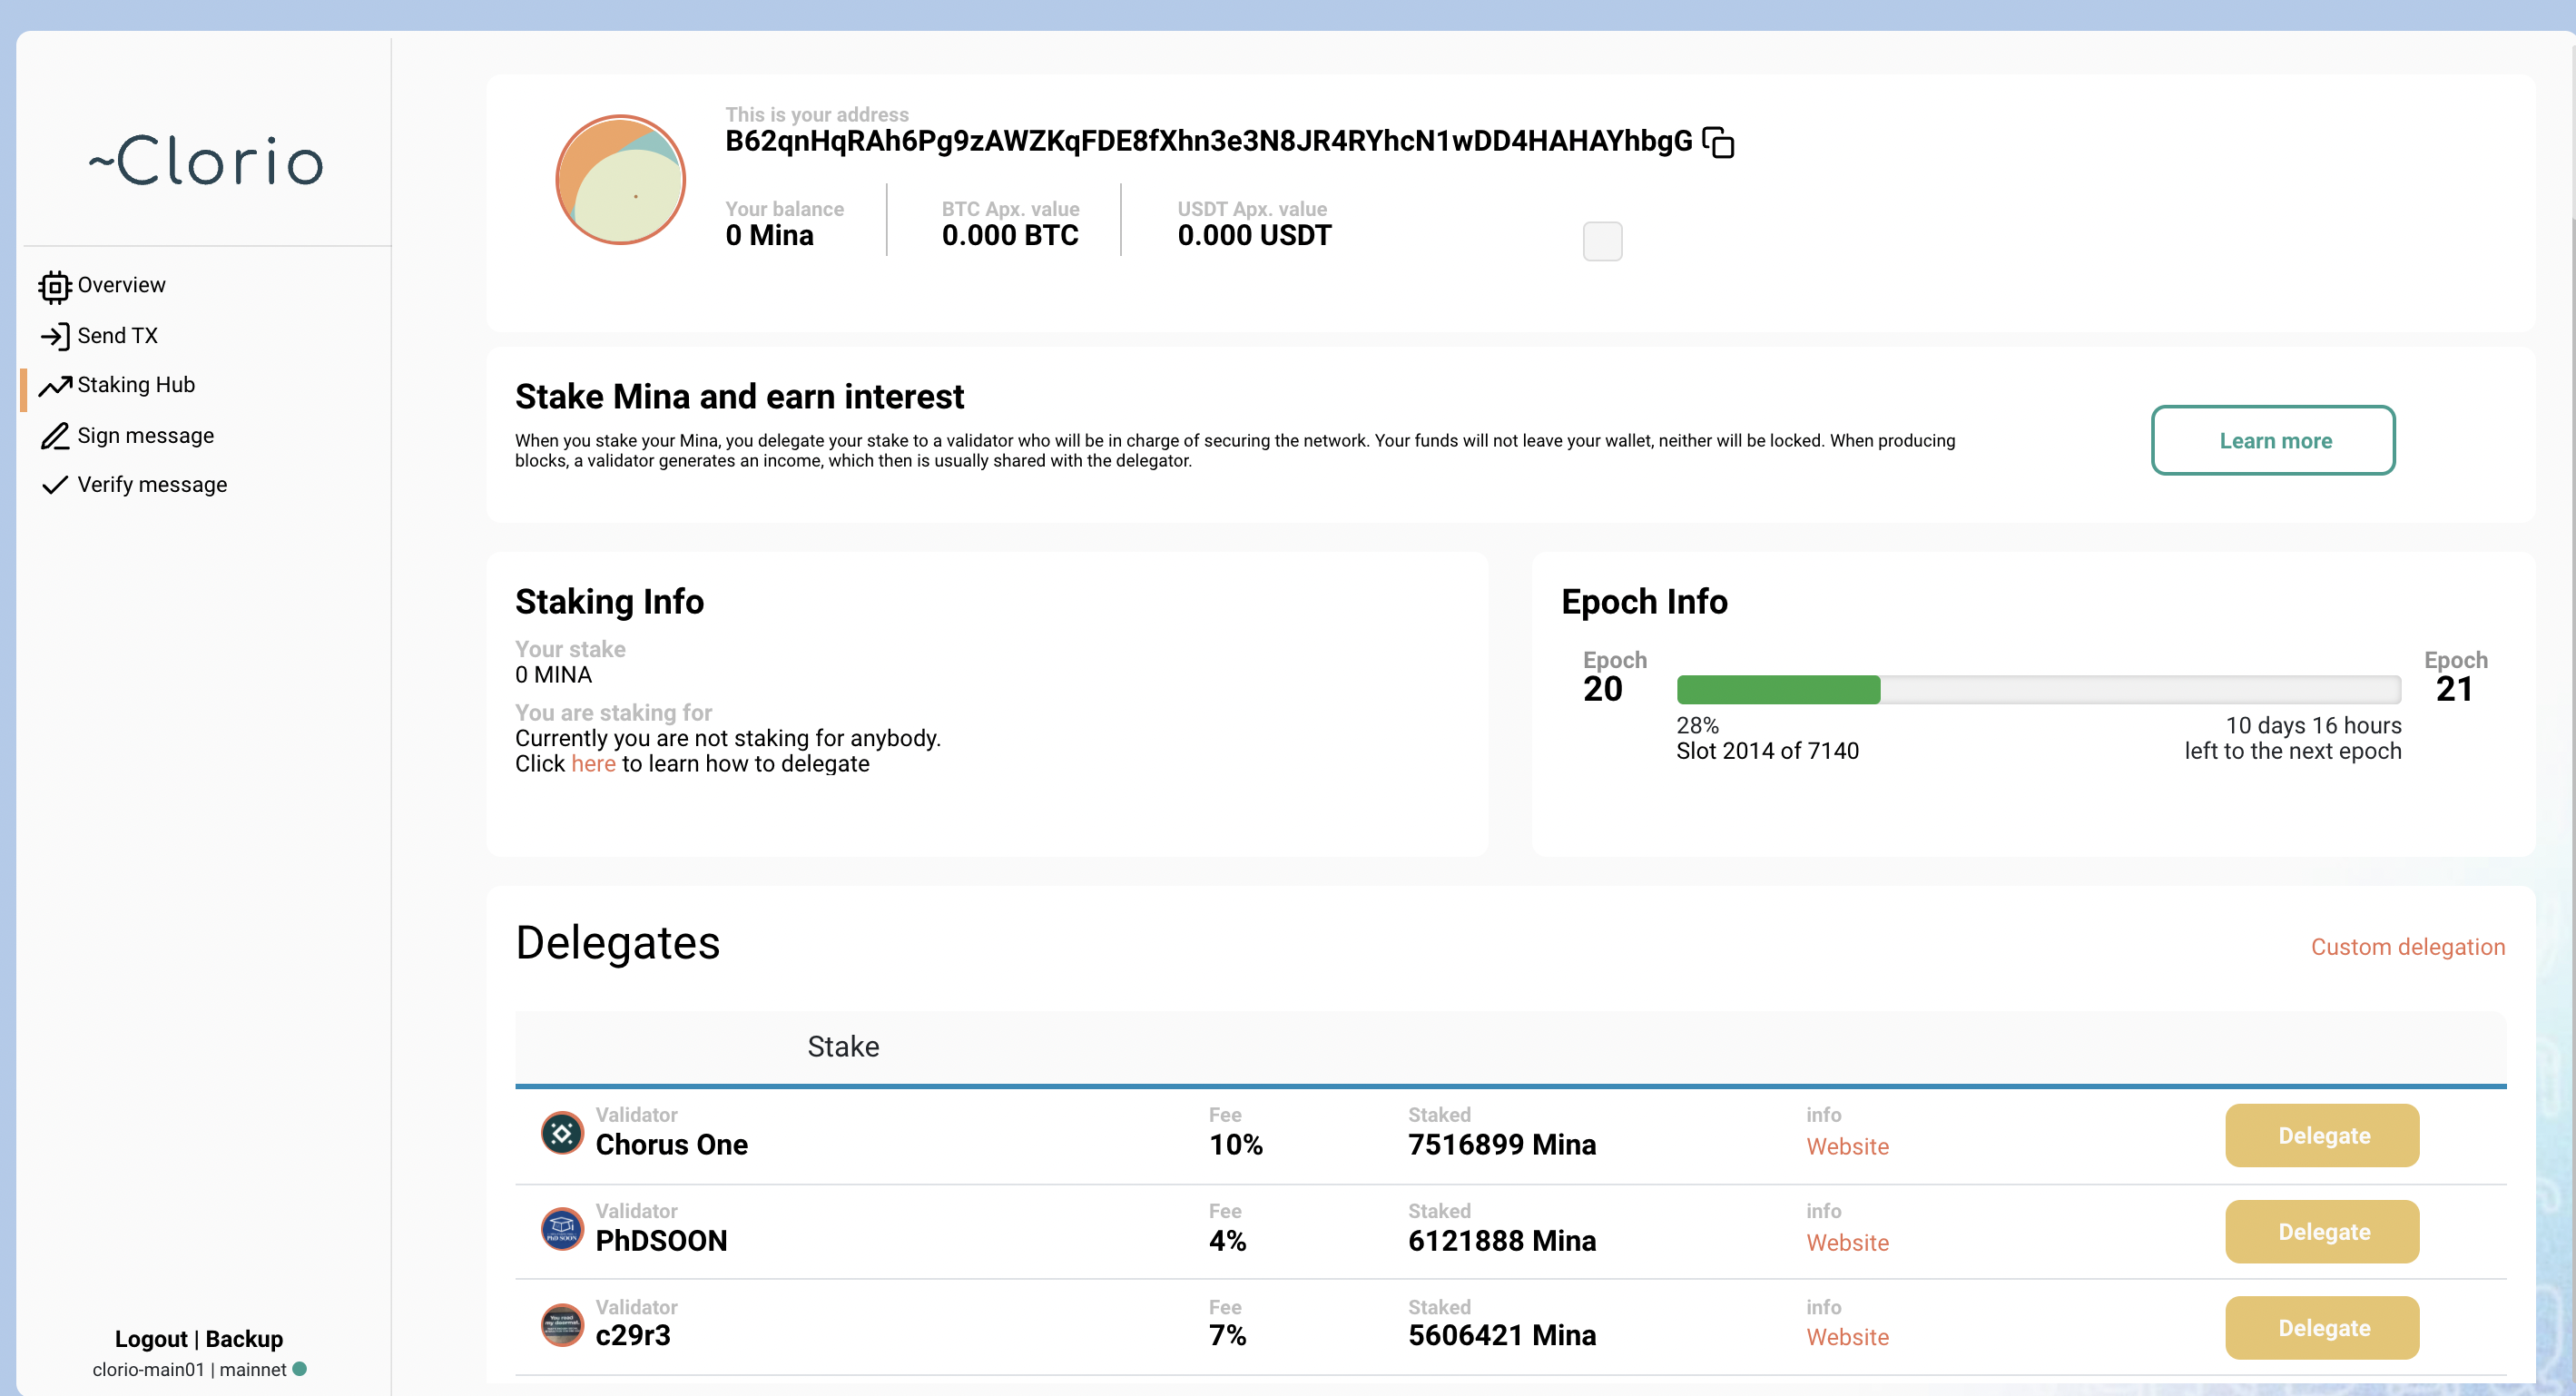 ~Clorio
Overview
Send TX
Staking Hub
Sign message
Verify message
Logout | Backup
clorio-main01 | mainnet
This is your address
B62qnHqRAh6Pg9zAWZKqFDE8fXhn3e3N8JR4RYhcN1wDD4HAHAYhbgG
Your balance
0 Mina
BTC Apx. value
0.000 BTC
USDT Apx. value
0.000 USDT
Stake Mina and earn interest
When you stake your Mina, you delegate your stake to a validator who will be in charge of securing the network. Your funds will not leave your wallet, neither will be locked. When producing
blocks, a validator generates an income, which then is usually shared with the delegator.
Learn more
Staking Info
Your stake
0 MINA
You are staking for
Currently you are not staking for anybody.
Click here to learn how to delegate
Epoch Info
Epoch
20
Epoch
21
28%
Slot 2014 of 7140
10 days 16 hours
left to the next epoch
Delegates
Custom delegation
Stake
Validator
Chorus One
Fee
10%
Staked
7516899 Mina
info
Website
Delegate
Validator
PhDSOON
Fee
4%
Staked
6121888 Mina
info
Website
Delegate
Validator
c29r3
Fee
7%
Staked
5606421 Mina
info
Website
Delegate